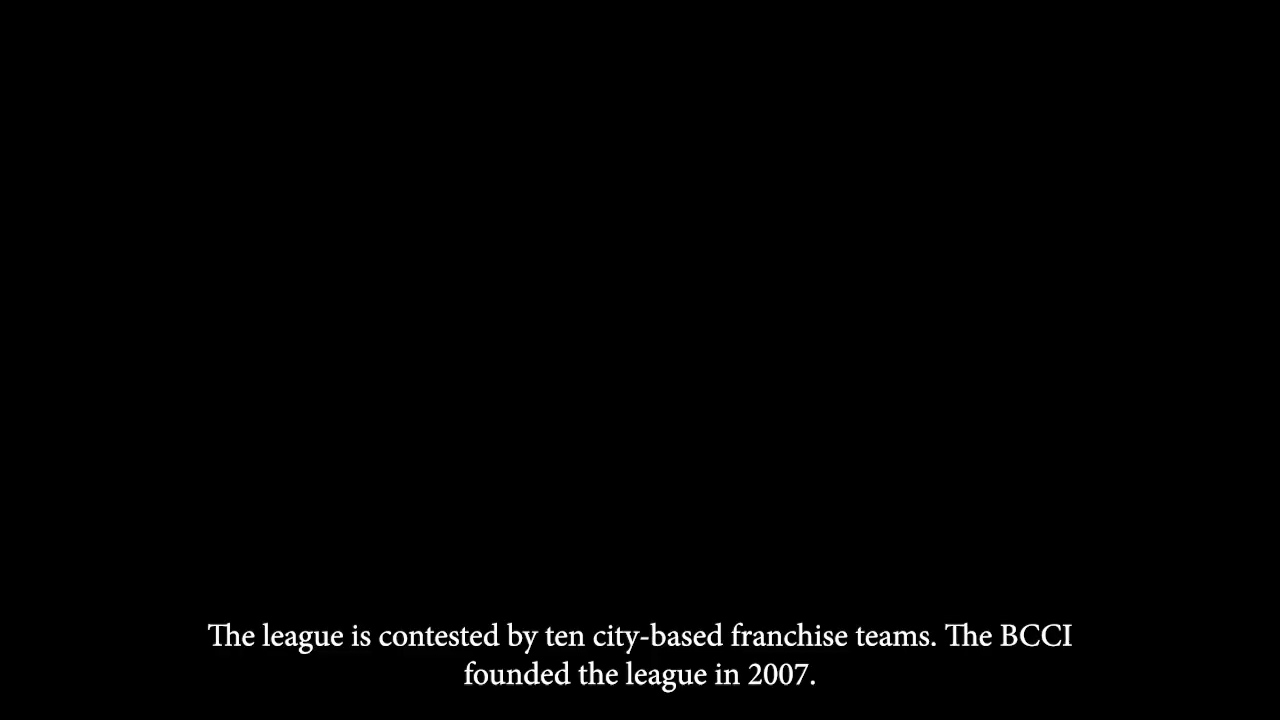 The league is contested by ten city-based franchise teams. The BCCI
founded the league in 2007.